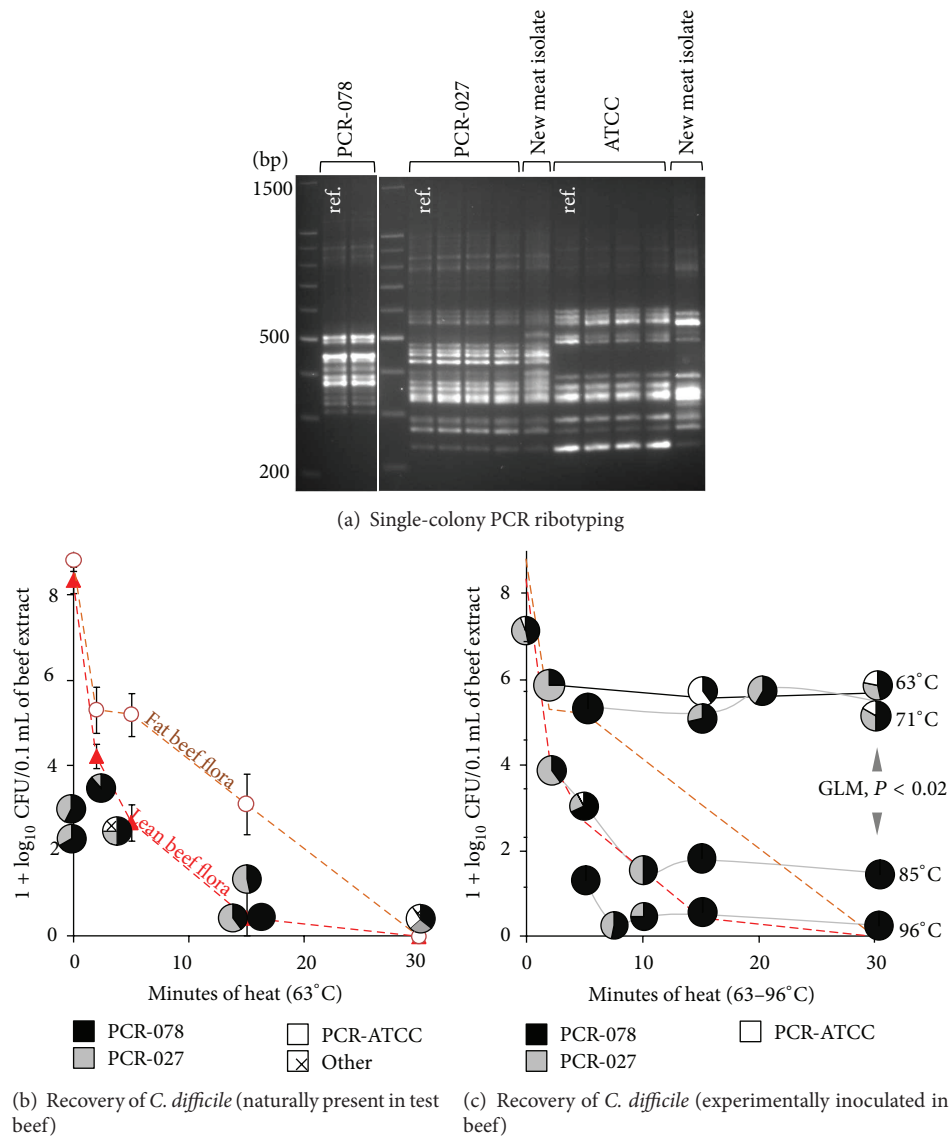 PCR-078
PCR-027
New meat isolate
ATCC
New meat isolate
(bp)
ref.
ref.
ref.
1500
500
200
(a) Single-colony PCR ribotyping
1 + log10 CFU/0.1 mL of beef extract
8
6
4
2
0
Fat beef flora
Lean beef flora
0 10 20 30
Minutes of heat (63°C)
PCR-078
PCR-027
PCR-ATCC
Other
(b) Recovery of C. difficile (naturally present in test
beef)
1 + log10 CFU/0.1 mL of beef extract
8
6
4
2
0
63°C
71°C
GLM, P < 0.02
85°C
96°C
0 10 20 30
Minutes of heat (63–96°C)
PCR-078
PCR-027
PCR-ATCC
(c) Recovery of C. difficile (experimentally inoculated in
beef)